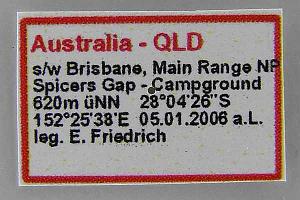 Australia - QLD
s/w Brisbane, Main Range NP
Spicers Gap - Campground
620m üNN 28°04'26"S
152°25'38'E 05.01.2006 a.L.
leg. E. Friedrich